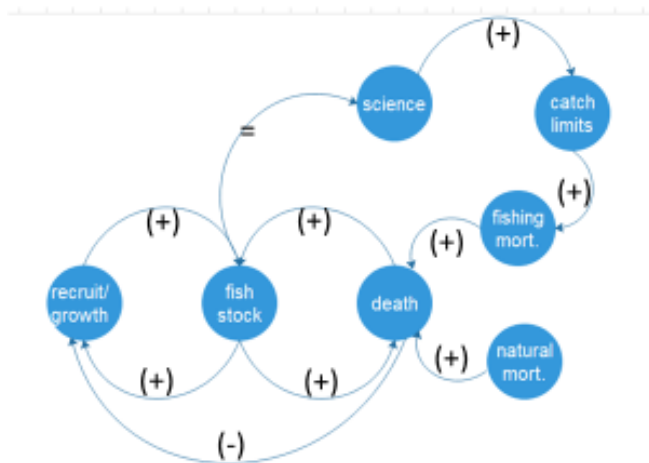 (+)
science
catch
limits
=
(+)
(+)
(+)
fishing
mort.
(+)
recruit/
growth
fish
stock
death
natural
mort.
(+)
(+)
(+)
(-)